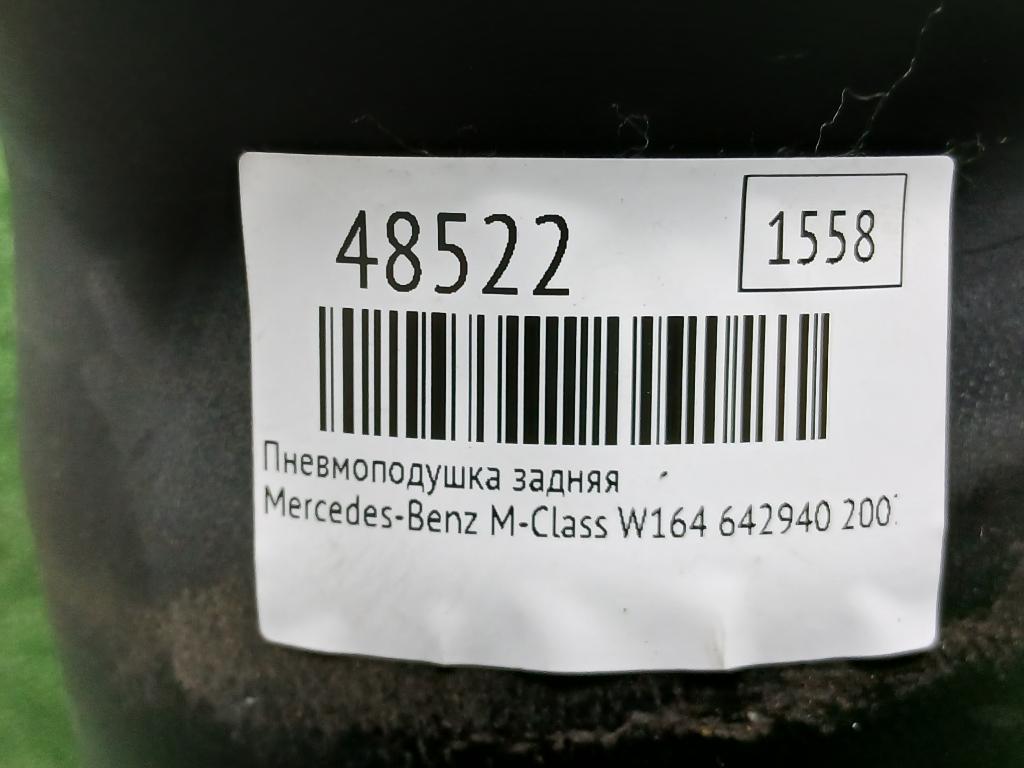 48522
1558
Пневмоподушка задняя
Mercedes-Benz M-Class W164 642940